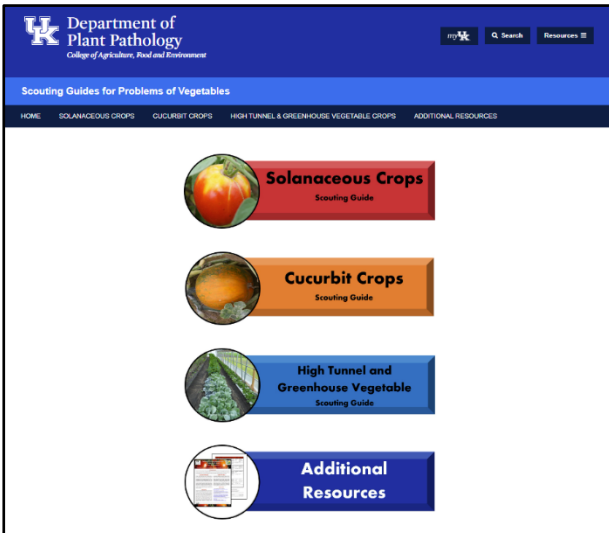 UK
Department of
Plant Pathology
College of Agriculture, Food and Environment
myUK
Search
Resources
Scouting Guides for Problems of Vegetables
HOME SOLANACEOUS CROPS CUCURBIT CROPS HIGH TUNNEL & GREENHOUSE VEGETABLE CROPS ADDITIONAL RESOURCES
Solanaceous Crops
Scouting Guide
Cucurbit Crops
Scouting Guide
High Tunnel and
Greenhouse Vegetable
Scouting Guide
Additional
Resources